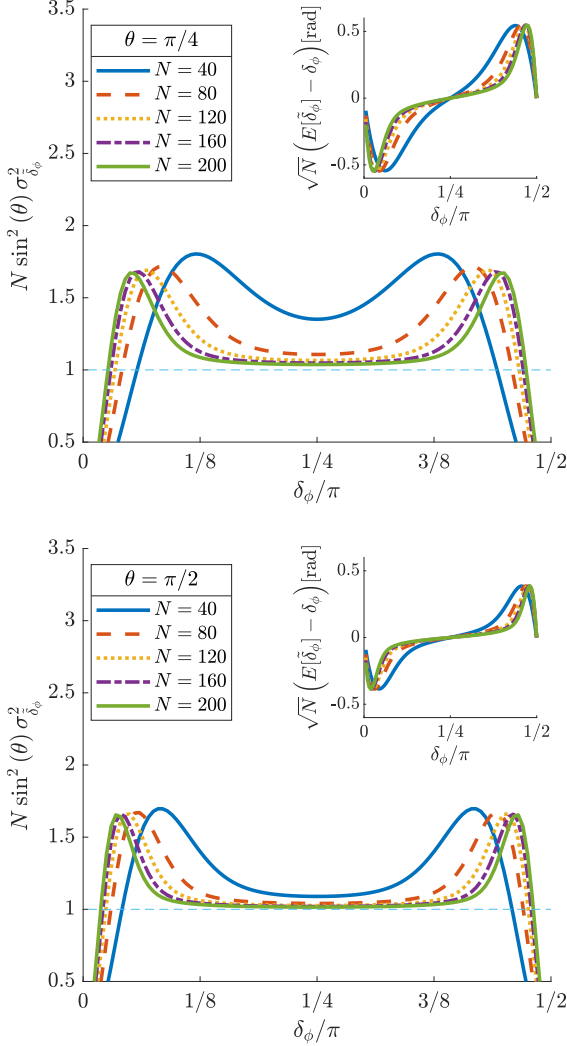 3.5
3
2.5
2
1.5
1
0.5
N sin² (θ) σ²_δ̃ϕ
θ = π/4
N = 40
N = 80
N = 120
N = 160
N = 200
0.5
0
-0.5
√N (E[δ̃ϕ] − δϕ) [rad]
0 1/4 1/2
δϕ/π
0 1/8 1/4 3/8 1/2
δϕ/π
3.5
3
2.5
2
1.5
1
0.5
N sin² (θ) σ²_δ̃ϕ
θ = π/2
N = 40
N = 80
N = 120
N = 160
N = 200
0.5
0
-0.5
√N (E[δ̃ϕ] − δϕ) [rad]
0 1/4 1/2
δϕ/π
0 1/8 1/4 3/8 1/2
δϕ/π